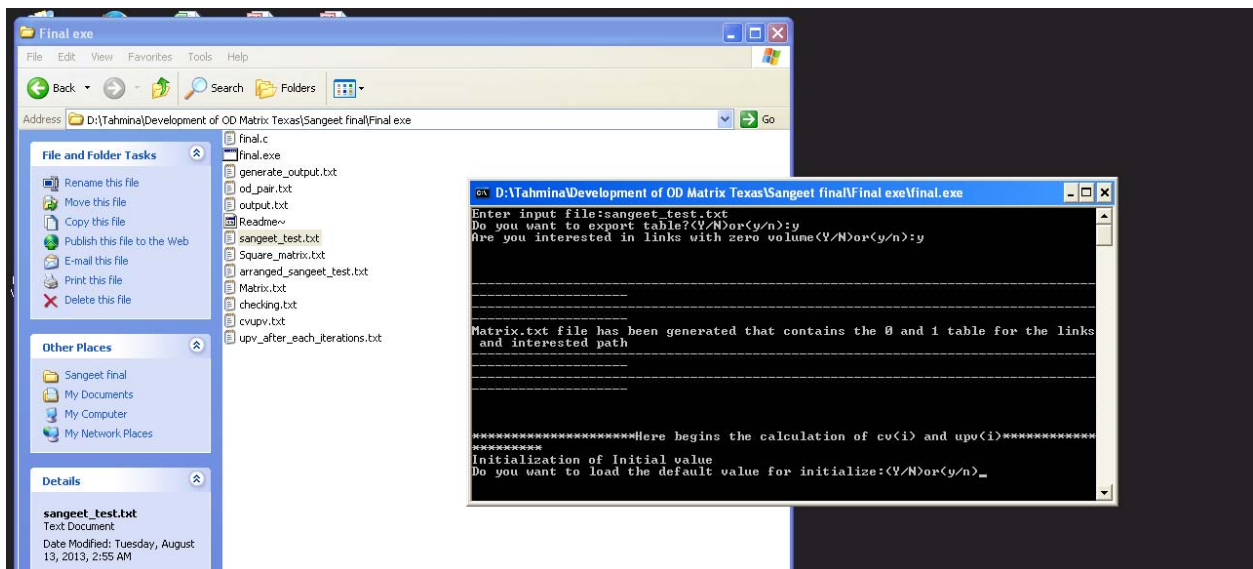 Final exe
File Edit View Favorites Tools Help
Back Search Folders
Address D:\Tahmina\Development of OD Matrix Texas\Sangeet final\Final exe Go
File and Folder Tasks
Rename this file
Move this file
Copy this file
Publish this file to the Web
E-mail this file
Print this file
Delete this file
Other Places
Sangeet final
My Documents
My Computer
My Network Places
Details
sangeet_test.txt
Text Document
Date Modified: Tuesday, August
13, 2013, 2:55 AM
final.c
final.exe
generate_output.txt
od_pair.txt
output.txt
Readme~
sangeet_test.txt
Square_matrix.txt
arranged_sangeet_test.txt
Matrix.txt
checking.txt
cvupv.txt
upv_after_each_iterations.txt
D:\Tahmina\Development of OD Matrix Texas\Sangeet final\Final exe\final.exe
Enter input file:sangeet_test.txt
Do you want to export table?(Y/N)or(y/n):y
Are you interested in links with zero volume(Y/N)or(y/n):y
--------------------------------------------------------------------------------
--------------------
--------------------------------------------------------------------------------
--------------------
Matrix.txt file has been generated that contains the 0 and 1 table for the links
and interested path
--------------------------------------------------------------------------------
--------------------
--------------------------------------------------------------------------------
--------------------
*********************Here begins the calculation of cv(i) and upv(i)************
*********
Initialization of Initial value
Do you want to load the default value for initialize:(Y/N)or(y/n)_